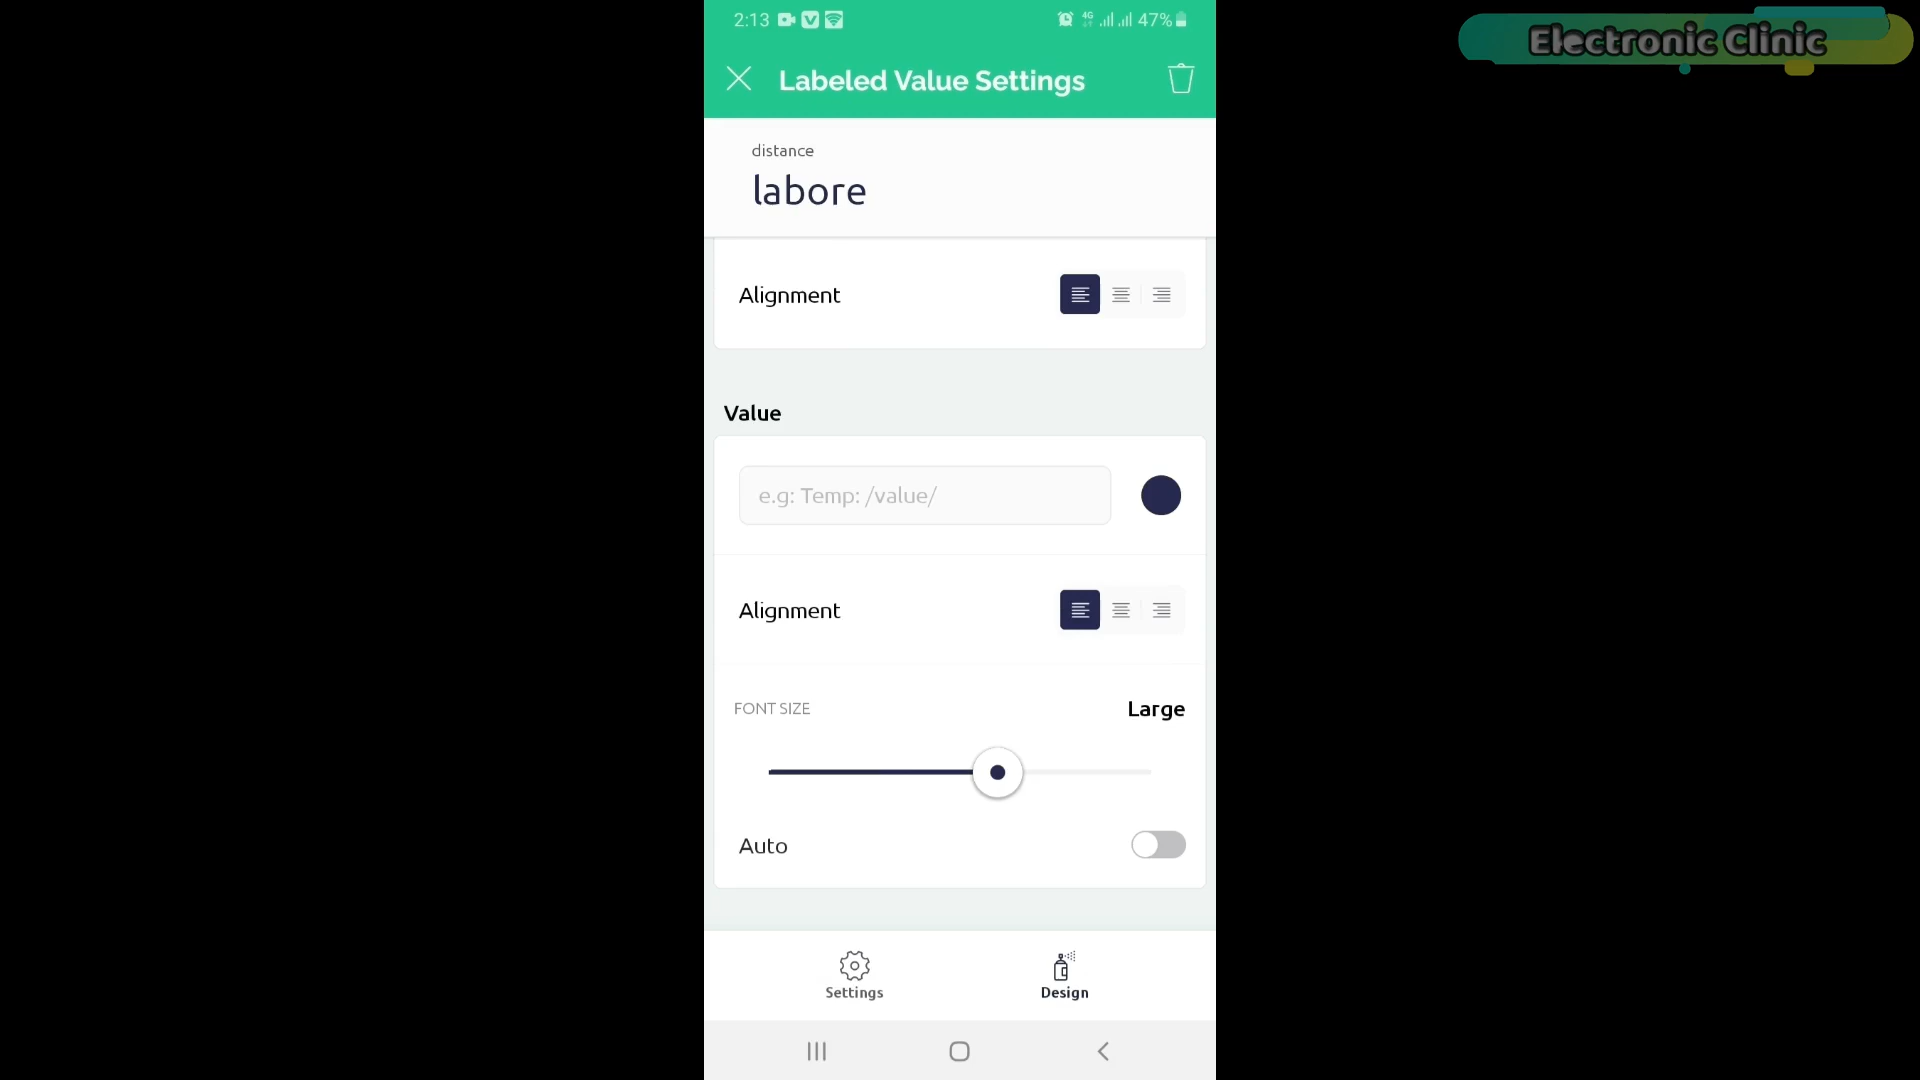 2:13
4G
47%
Electronic Clinic
Labeled Value Settings
distance
labore
Alignment
Value
e.g: Temp: /value/
Alignment
FONT SIZE
Large
Auto
Settings
Design